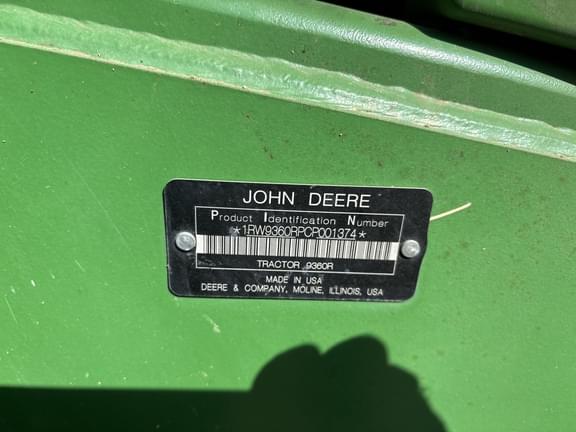 JOHN DEERE
Product Identification Number
*1RW9360RPCP001374*
TRACTOR 9360R
MADE IN USA
DEERE & COMPANY, MOLINE, ILLINOIS, USA